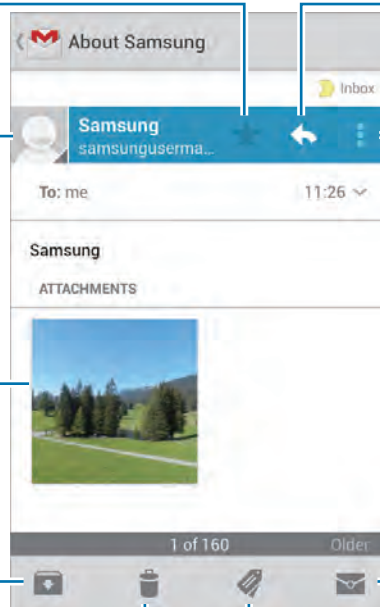 About Samsung
Inbox
Samsung
samsunguserma...
To: me 11:26
Samsung
ATTACHMENTS
1 of 160 Older